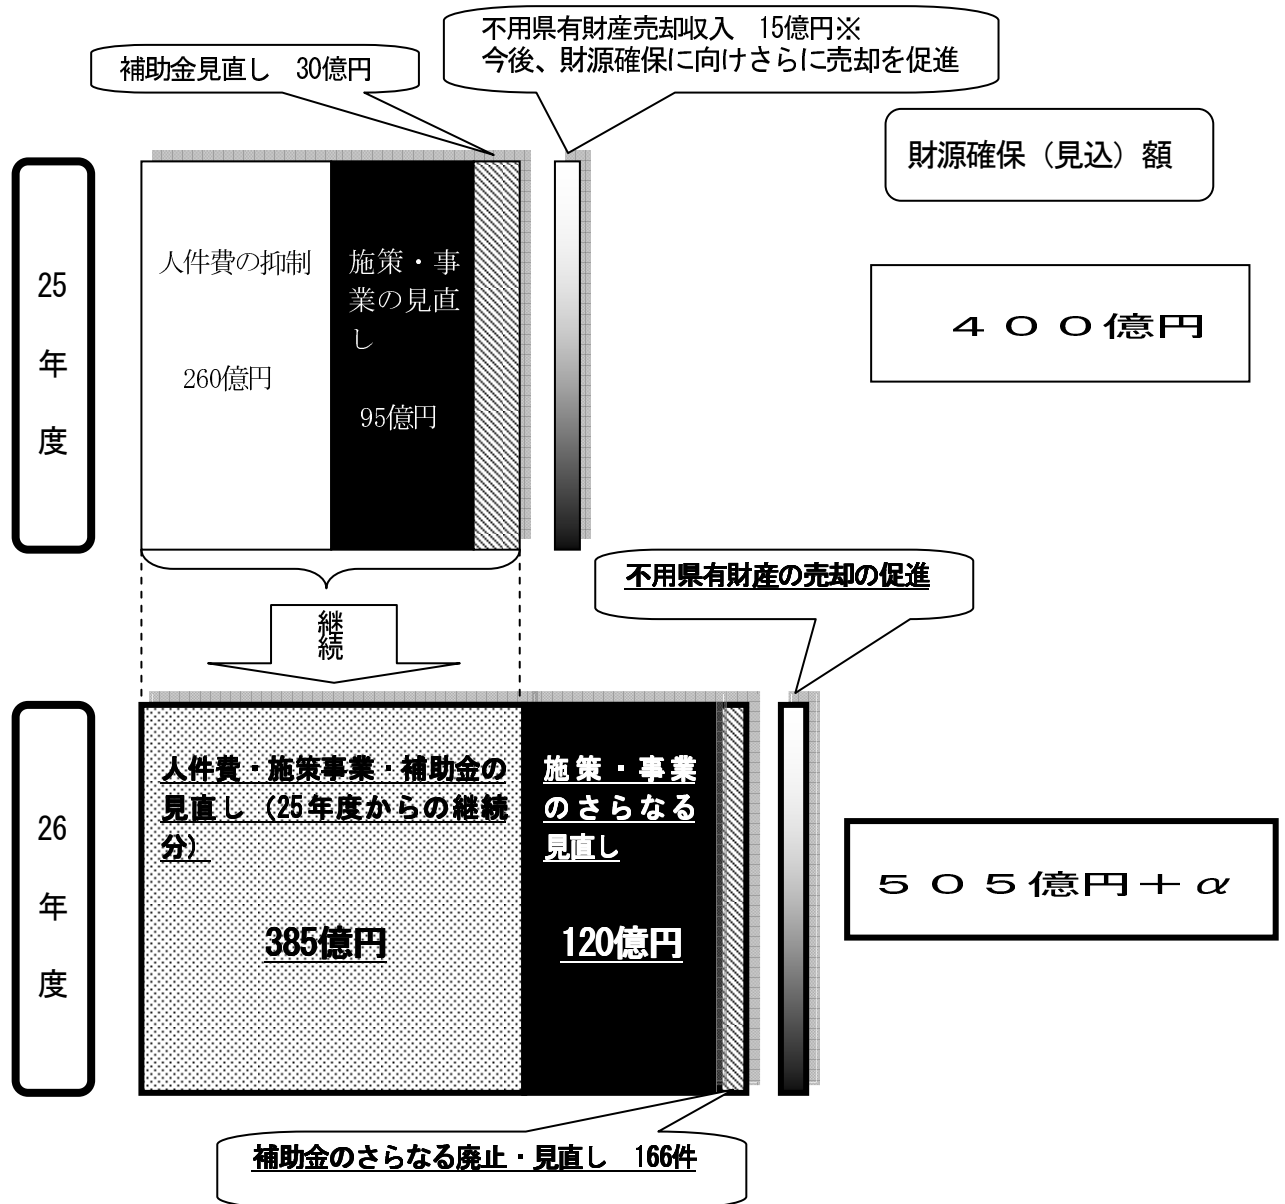 不用県有財産売却収入　15億円※
今後、財源確保に向けさらに売却を促進
補助金見直し　30億円
財源確保（見込）額
25
年
度
人件費の抑制
260億円
施策・事
業の見直
し
95億円
４００億円
継続
不用県有財産の売却の促進
26
年
度
人件費・施策事業・補助金の
見直し（25年度からの継続
分）
385億円
施策・事業
のさらなる
見直し
120億円
５０５億円＋α
補助金のさらなる廃止・見直し　166件